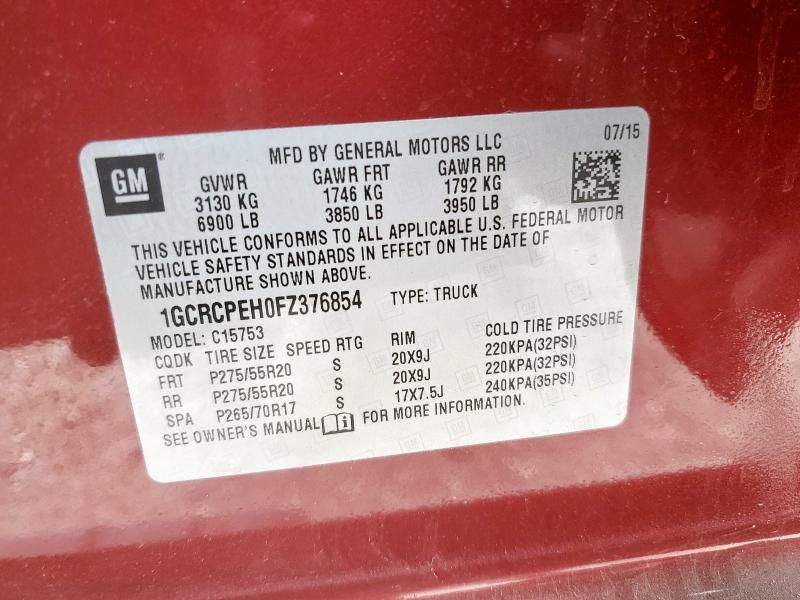 07/15
MFD BY GENERAL MOTORS LLC
GM®
GVWR GAWR FRT GAWR RR
3130 KG 1746 KG 1792 KG
6900 LB 3850 LB 3950 LB
THIS VEHICLE CONFORMS TO ALL APPLICABLE U.S. FEDERAL MOTOR
VEHICLE SAFETY STANDARDS IN EFFECT ON THE DATE OF
MANUFACTURE SHOWN ABOVE.
1GCRCPEH0FZ376854 TYPE: TRUCK
MODEL: C15753
CQDK TIRE SIZE SPEED RTG RIM COLD TIRE PRESSURE
FRT P275/55R20 S 20X9J 220KPA(32PSI)
RR P275/55R20 S 20X9J 220KPA(32PSI)
SPA P265/70R17 S 17X7.5J 240KPA(35PSI)
SEE OWNER'S MANUAL i FOR MORE INFORMATION.